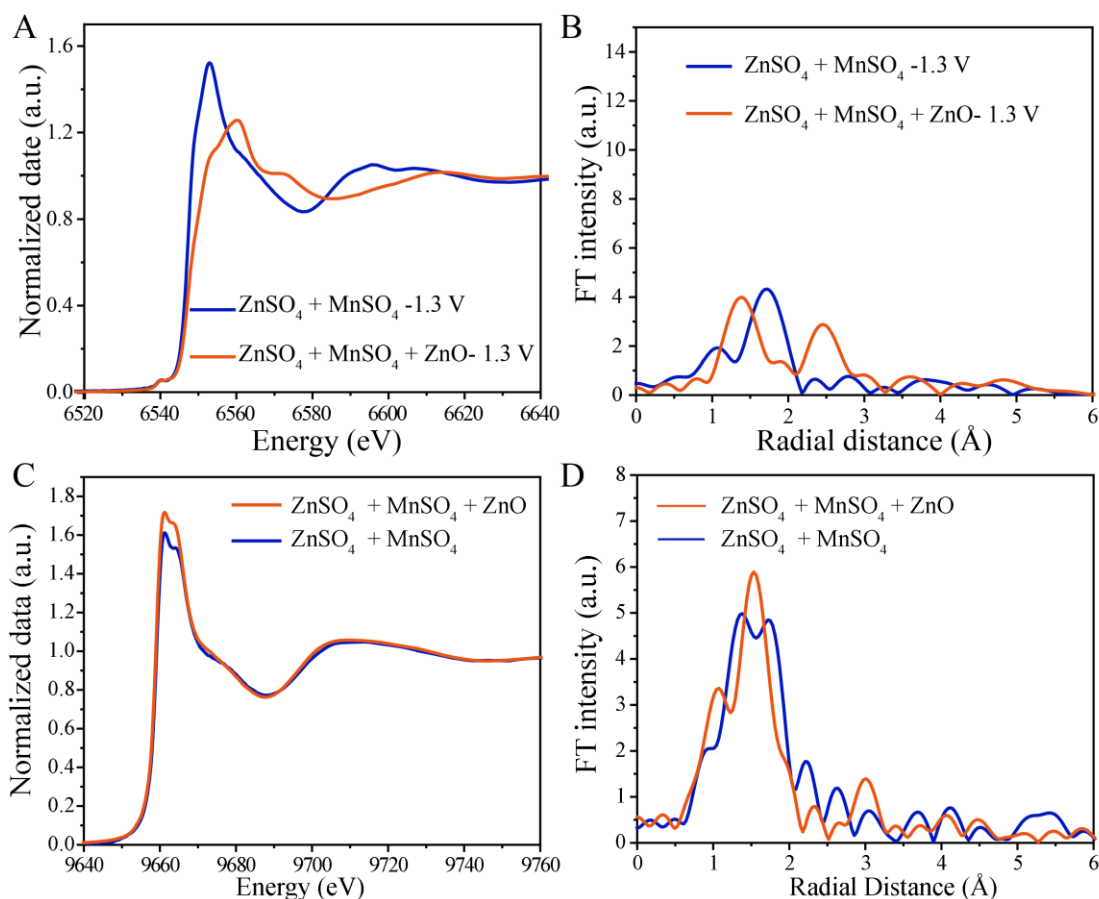 A
Normalized date (a.u.)
1.6
1.2
0.8
0.4
0.0
ZnSO₄ + MnSO₄ -1.3 V
ZnSO₄ + MnSO₄ + ZnO- 1.3 V
6520 6540 6560 6580 6600 6620 6640
Energy (eV)
B
FT intensity (a.u.)
14
12
10
8
6
4
2
0
ZnSO₄ + MnSO₄ -1.3 V
ZnSO₄ + MnSO₄ + ZnO- 1.3 V
0 1 2 3 4 5 6
Radial distance (Å)
C
Normalized data (a.u.)
1.8
1.6
1.4
1.2
1.0
0.8
0.6
0.4
0.2
0.0
ZnSO₄ + MnSO₄ + ZnO
ZnSO₄ + MnSO₄
9640 9660 9680 9700 9720 9740 9760
Energy (eV)
D
FT intensity (a.u.)
8
7
6
5
4
3
2
1
0
ZnSO₄ + MnSO₄ + ZnO
ZnSO₄ + MnSO₄
0 1 2 3 4 5 6
Radial Distance (Å)